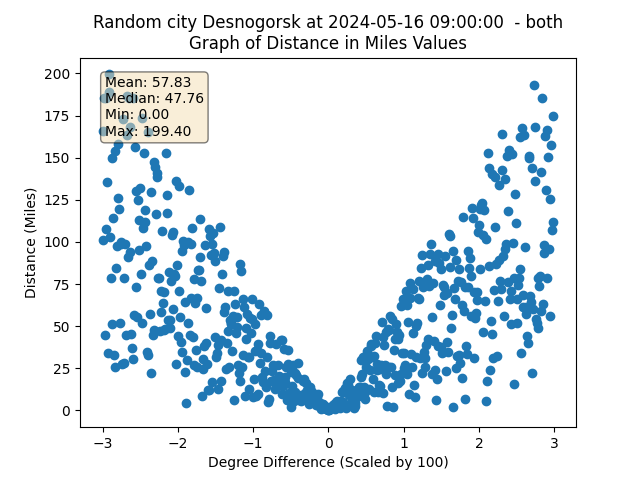 Random city Desnogorsk at 2024-05-16 09:00:00  - both
Graph of Distance in Miles Values
Mean: 57.83
Median: 47.76
Min: 0.00
Max: 199.40
200
175
150
125
100
75
50
25
0
Distance (Miles)
−3
−2
−1
0
1
2
3
Degree Difference (Scaled by 100)